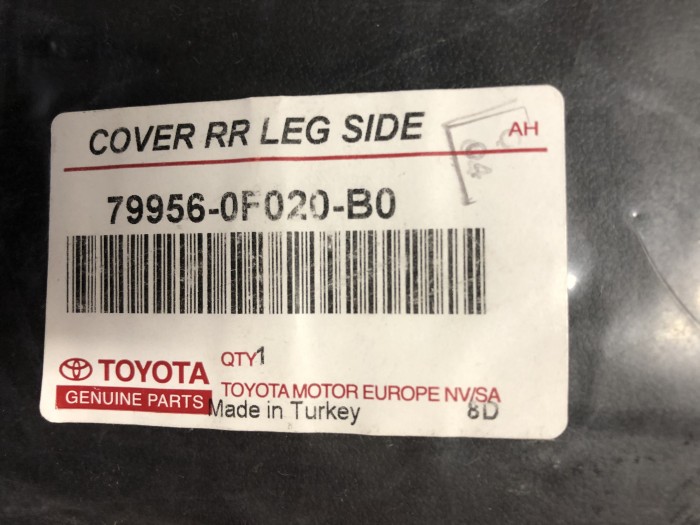 COVER RR LEG SIDE
AH
79956-0F020-B0
TOYOTA
GENUINE PARTS
QTY1
TOYOTA MOTOR EUROPE NV/SA
Made in Turkey
8D